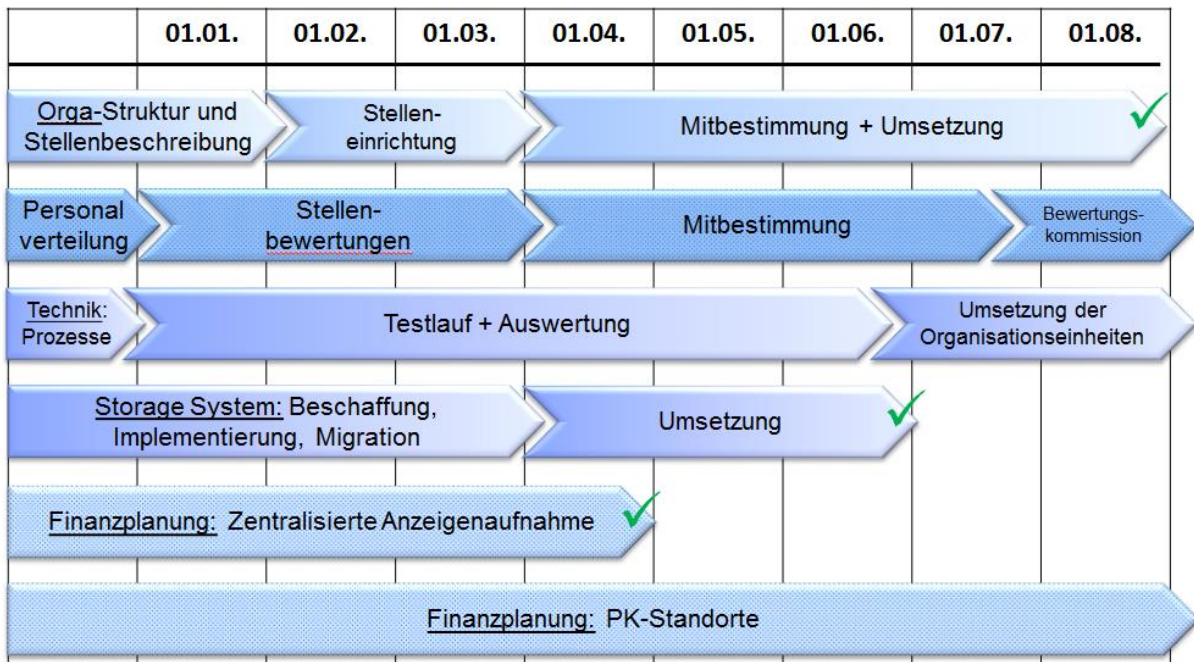 01.01. 01.02. 01.03. 01.04. 01.05. 01.06. 01.07. 01.08.
Orga-Struktur und
Stellenbeschreibung
Stellen-
einrichtung
Mitbestimmung + Umsetzung
Personal
verteilung
Stellen-
bewertungen
Mitbestimmung
Bewertungs-
kommission
Technik:
Prozesse
Testlauf + Auswertung
Umsetzung der
Organisationseinheiten
Storage System: Beschaffung,
Implementierung, Migration
Umsetzung
Finanzplanung: Zentralisierte Anzeigenaufnahme
Finanzplanung: PK-Standorte